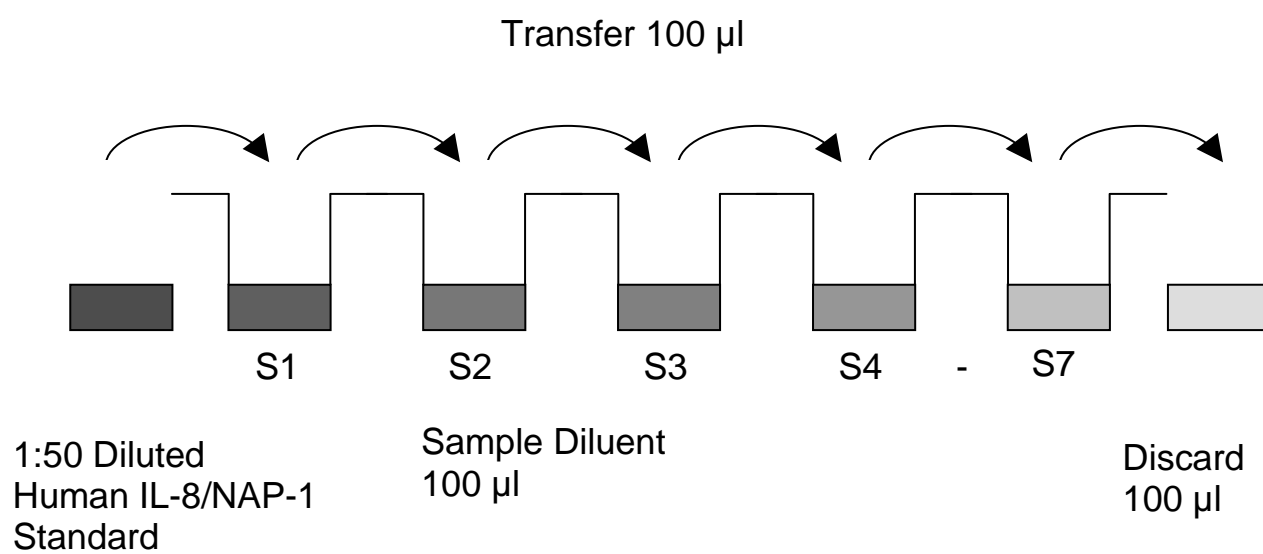 Transfer 100 µl
S1 S2 S3 S4 - S7
1:50 Diluted
Human IL-8/NAP-1
Standard
Sample Diluent
100 µl
Discard
100 µl